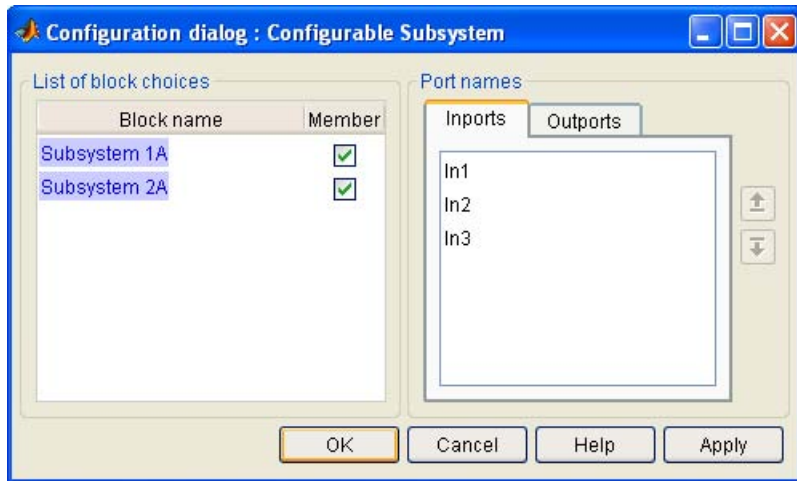 Configuration dialog : Configurable Subsystem
List of block choices
Block name Member
Subsystem 1A
Subsystem 2A
Port names
Inports Outports
In1
In2
In3
OK Cancel Help Apply